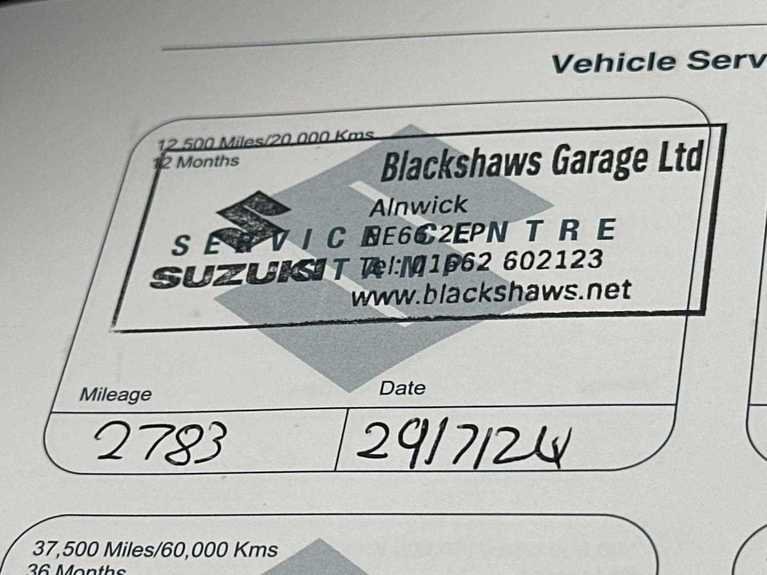 Vehicle Serv
12,500 Miles/20,000 Kms
12 Months
Blackshaws Garage Ltd
Alnwick
SERVICE CENTRE
NE66 2EP
SUZUKI STAMP
Tel: 01662 602123
www.blackshaws.net
Mileage
Date
2783
29/7/24
37,500 Miles/60,000 Kms
36 Months